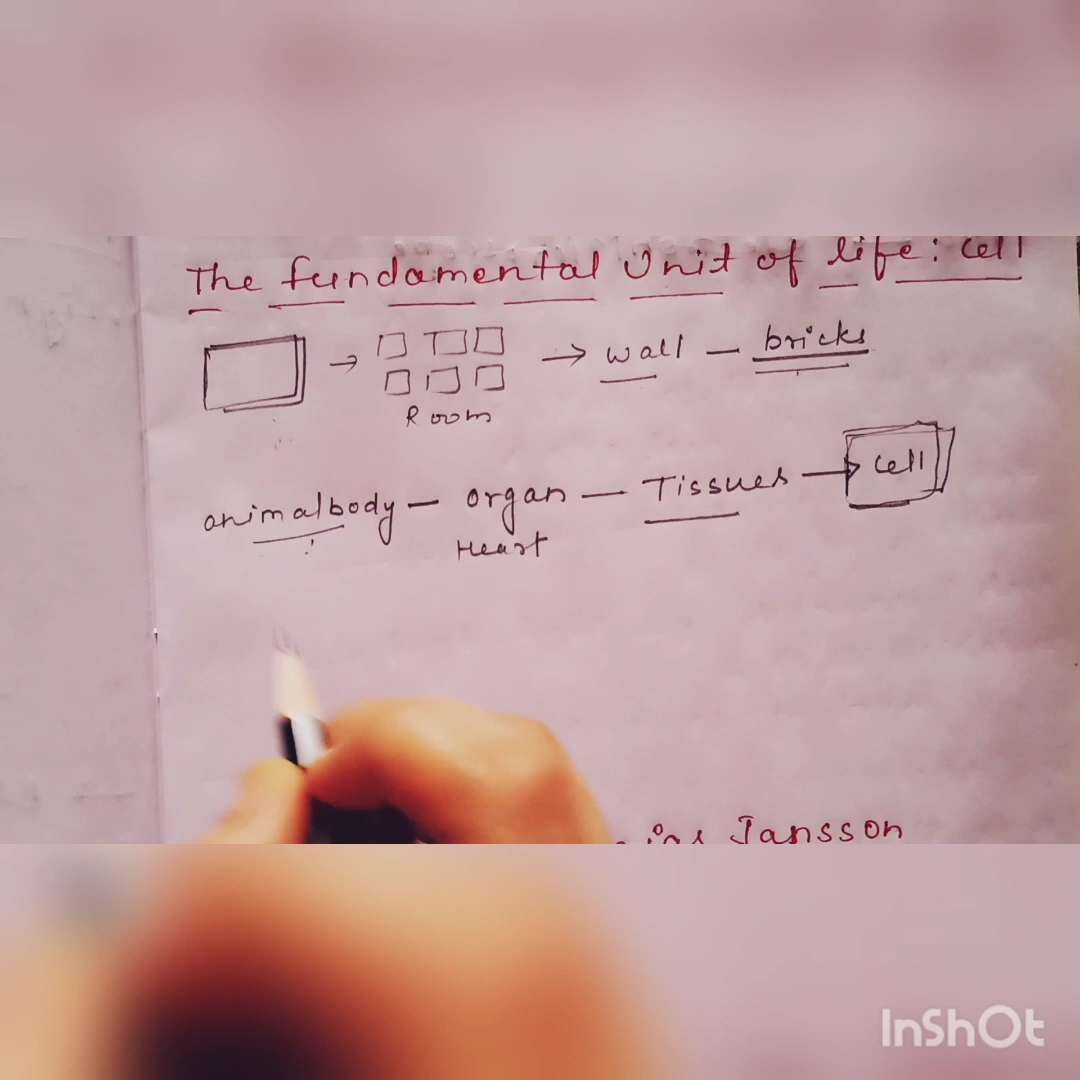 The fundamental Unit of life: Cell
→ → wall — bricks
Room
animalbody — organ — Tissues → Cell
Heart
Jansson
InShOt